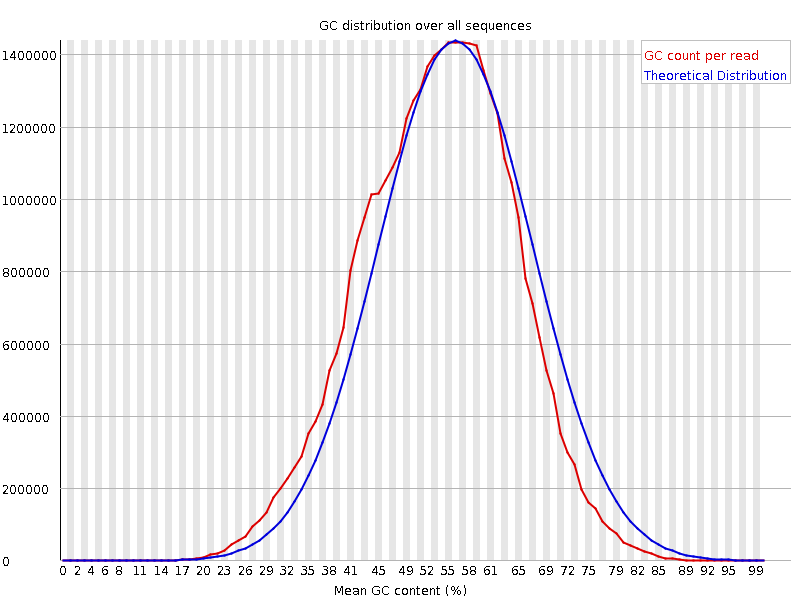 GC distribution over all sequences
GC count per read
Theoretical Distribution
1400000
1200000
1000000
800000
600000
400000
200000
0
0 2 4 6 8 11 14 17 20 23 26 29 32 35 38 41 45 49 52 55 58 61 65 69 72 75 79 82 85 89 92 95 99
Mean GC content (%)